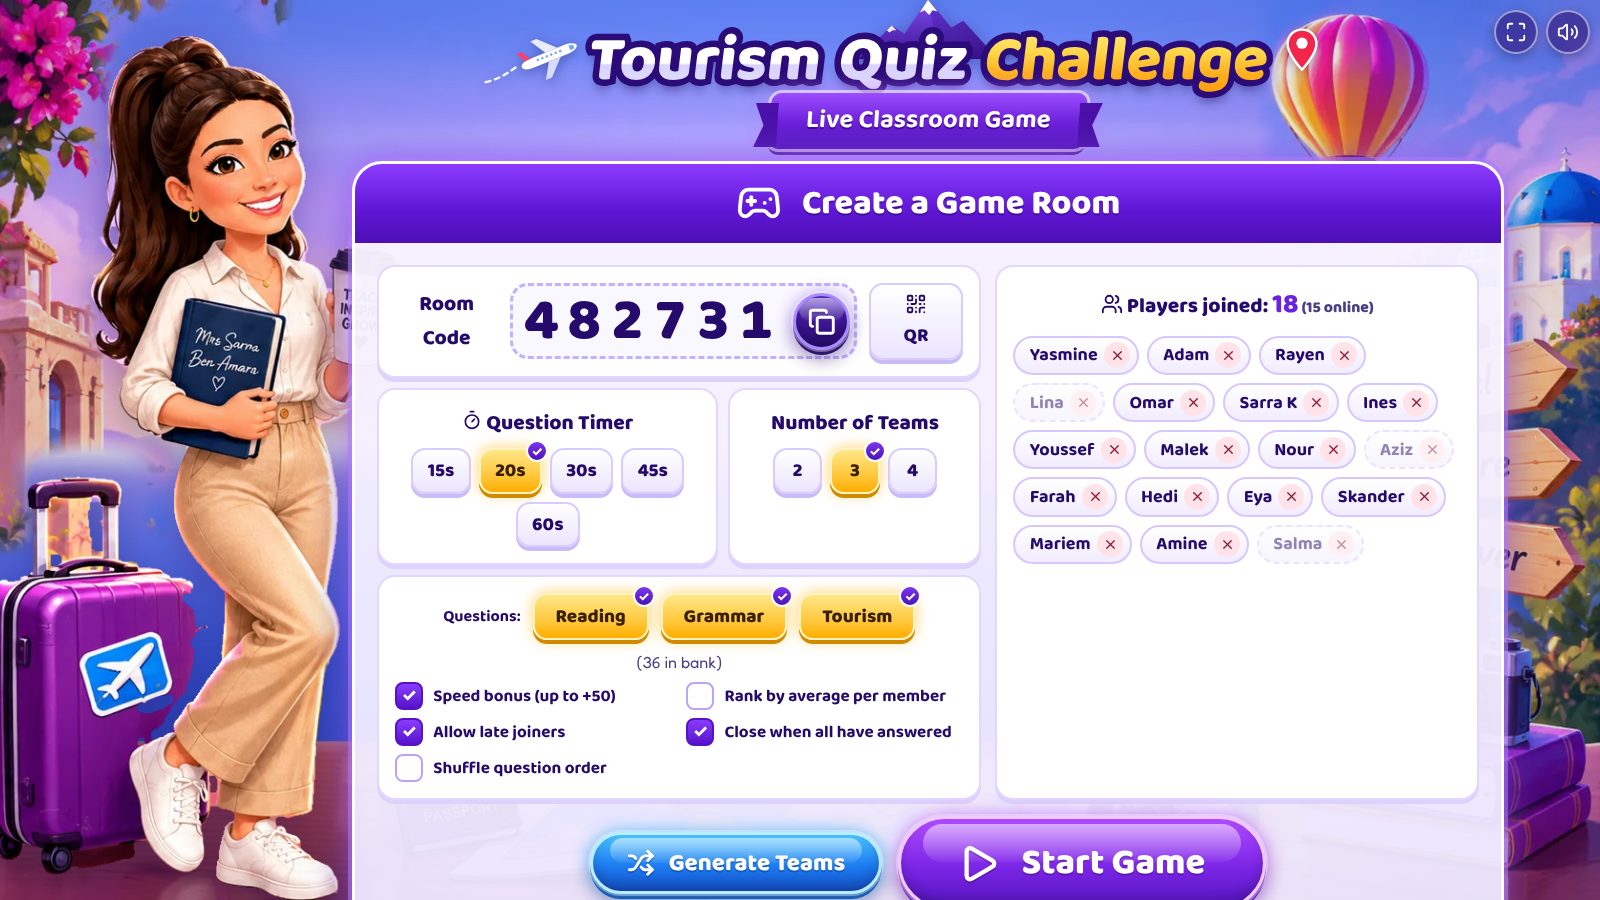 Tourism Quiz Challenge
Live Classroom Game
Create a Game Room
Mrs Sarra
Ben Amara
Room
Code
482731
QR
Question Timer
15s
20s
30s
45s
60s
Number of Teams
2
3
4
Questions:
Reading
Grammar
Tourism
(36 in bank)
Speed bonus (up to +50)
Rank by average per member
Allow late joiners
Close when all have answered
Shuffle question order
Players joined: 18 (15 online)
Yasmine
Adam
Rayen
Lina
Omar
Sarra K
Ines
Youssef
Malek
Nour
Aziz
Farah
Hedi
Eya
Skander
Mariem
Amine
Salma
PASSPORT
Generate Teams
Start Game